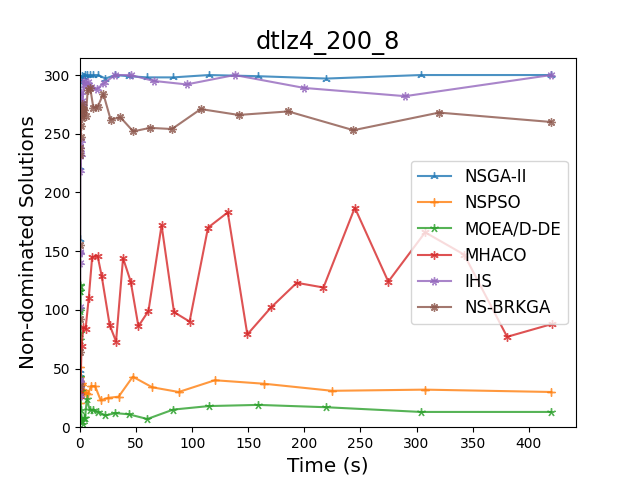 dtlz4_200_8
Non-dominated Solutions
300
250
200
150
100
50
0
NSGA-II
NSPSO
MOEA/D-DE
MHACO
IHS
NS-BRKGA
0 50 100 150 200 250 300 350 400
Time (s)